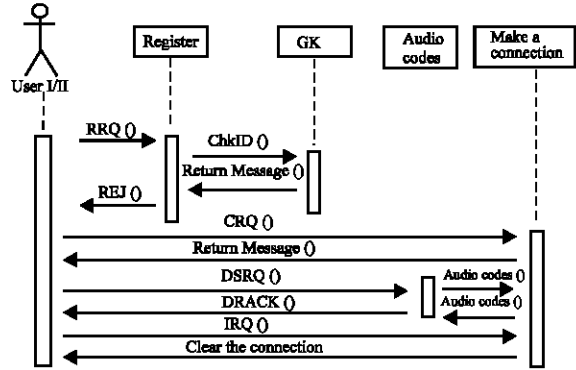 Register
GK
Audio
codes
Make a
connection
User I/II
RRQ ()
ChkID ()
Return Message ()
REJ ()
CRQ ()
Return Message ()
DSRQ ()
Audio codes ()
DRACK ()
Audio codes ()
IRQ ()
Clear the connection